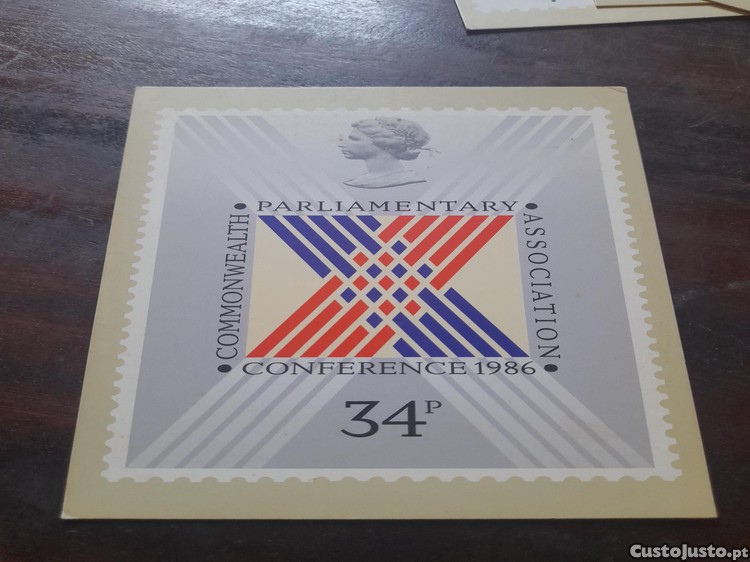 PARLIAMENTARY
COMMONWEALTH
ASSOCIATION
CONFERENCE 1986
34P
CustoJusto.pt